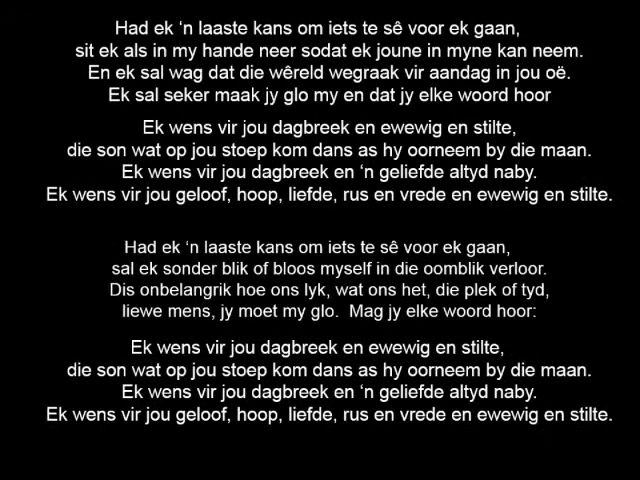 Had ek ‘n laaste kans om iets te sê voor ek gaan,
sit ek als in my hande neer sodat ek joune in myne kan neem.
En ek sal wag dat die wêreld wegraak vir aandag in jou oë.
Ek sal seker maak jy glo my en dat jy elke woord hoor
Ek wens vir jou dagbreek en ewewig en stilte,
die son wat op jou stoep kom dans as hy oorneem by die maan.
Ek wens vir jou dagbreek en ‘n geliefde altyd naby.
Ek wens vir jou geloof, hoop, liefde, rus en vrede en ewewig en stilte.
Had ek ‘n laaste kans om iets te sê voor ek gaan,
sal ek sonder blik of bloos myself in die oomblik verloor.
Dis onbelangrik hoe ons lyk, wat ons het, die plek of tyd,
liewe mens, jy moet my glo.  Mag jy elke woord hoor:
Ek wens vir jou dagbreek en ewewig en stilte,
die son wat op jou stoep kom dans as hy oorneem by die maan.
Ek wens vir jou dagbreek en ‘n geliefde altyd naby.
Ek wens vir jou geloof, hoop, liefde, rus en vrede en ewewig en stilte.